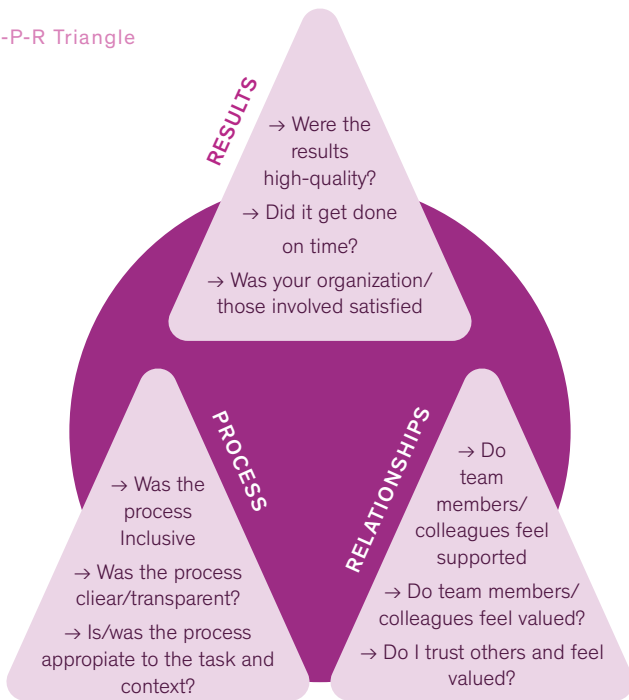 -P-R Triangle
RESULTS
→ Were the
results
high-quality?
→ Did it get done
on time?
→ Was your organization/
those involved satisfied
PROCESS
→ Was the
process
Inclusive
→ Was the process
cliear/transparent?
→ Is/was the process
appropiate to the task and
context?
RELATIONSHIPS
→ Do
team
members/
colleagues feel
supported
→ Do team members/
colleagues feel valued?
→ Do I trust others and feel
valued?